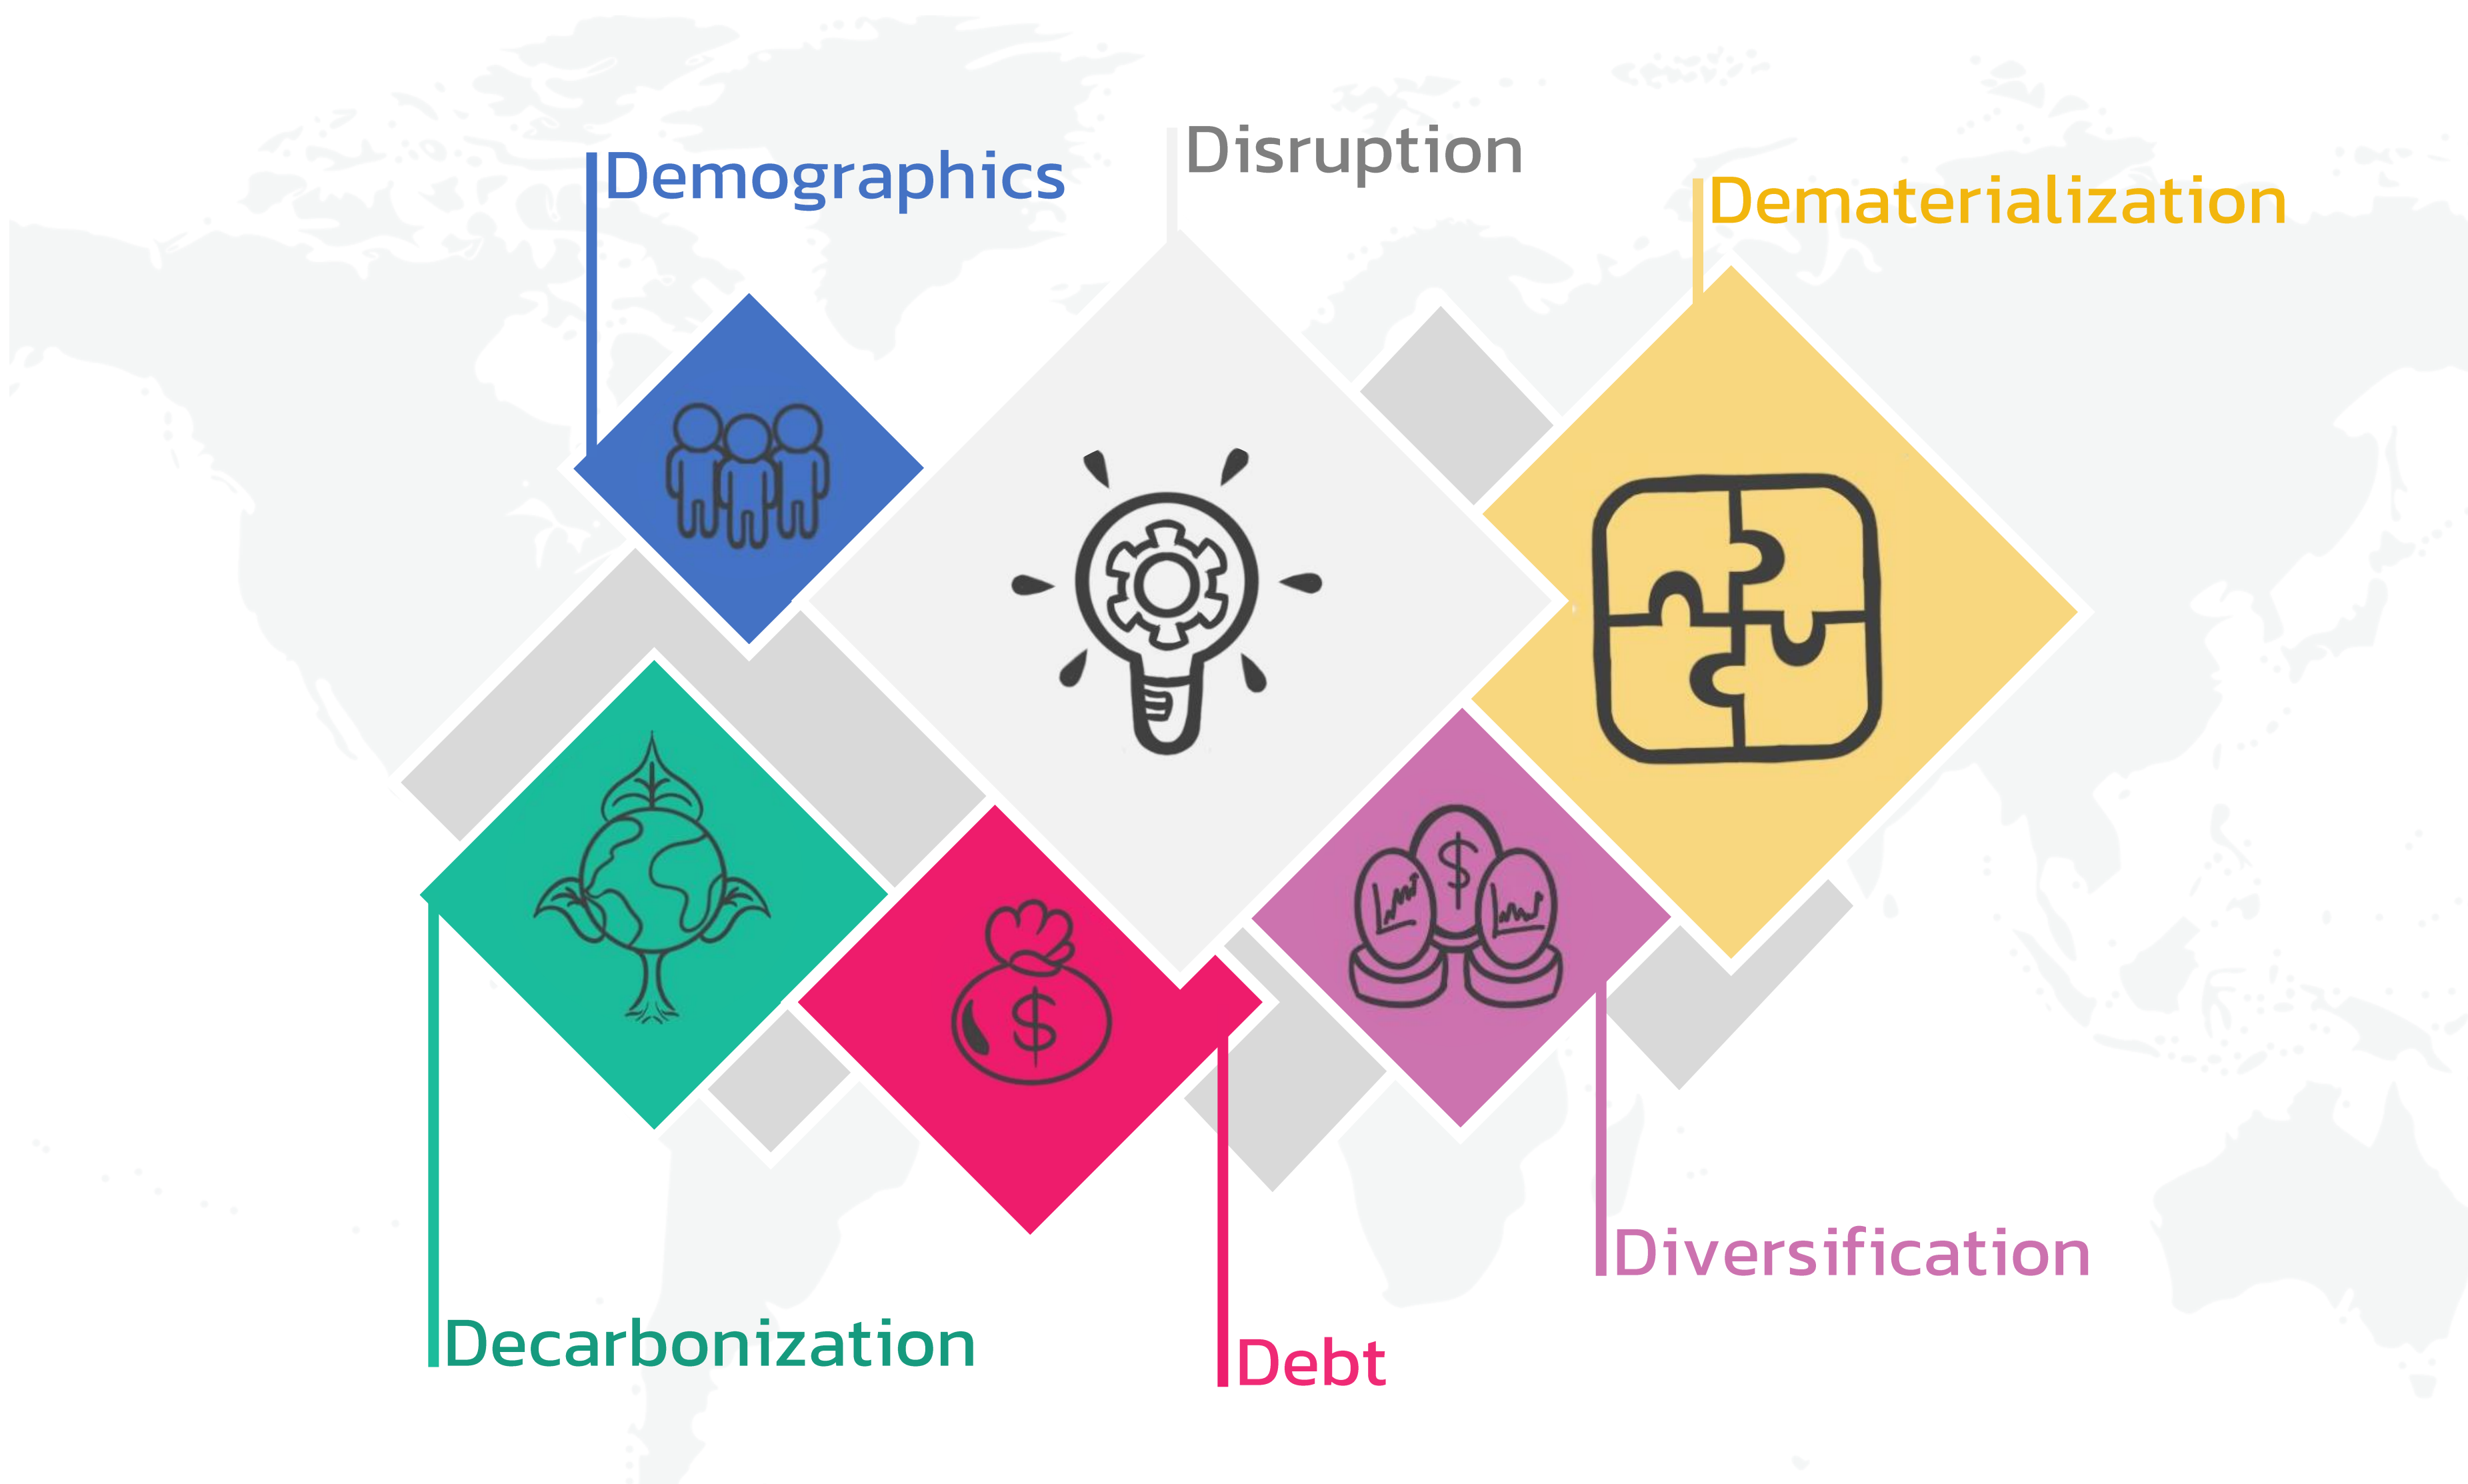 Demographics
Disruption
Dematerialization
$
$
Diversification
Decarbonization
Debt